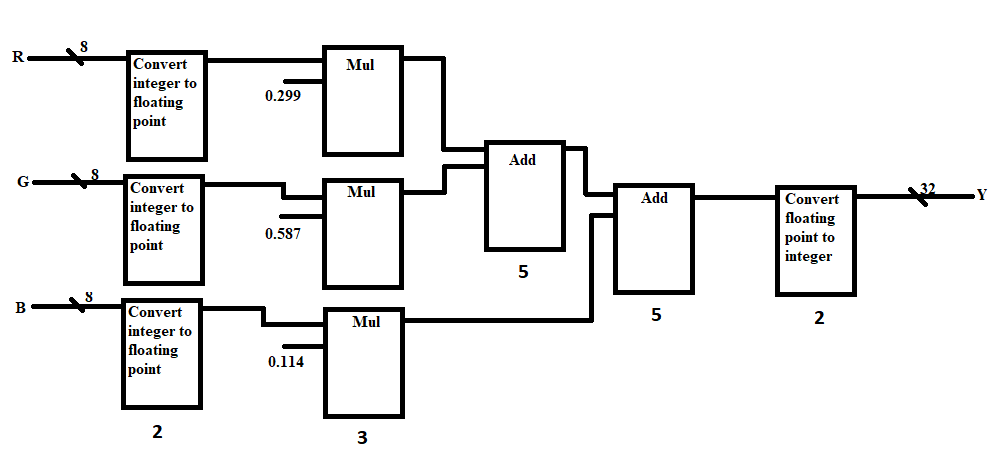 R
8
Convert
integer to
floating
point
Mul
0.299
G
8
Convert
integer to
floating
point
Mul
0.587
B
8
Convert
integer to
floating
point
2
Mul
0.114
3
Add
5
Add
5
Convert
floating
point to
integer
2
32
Y